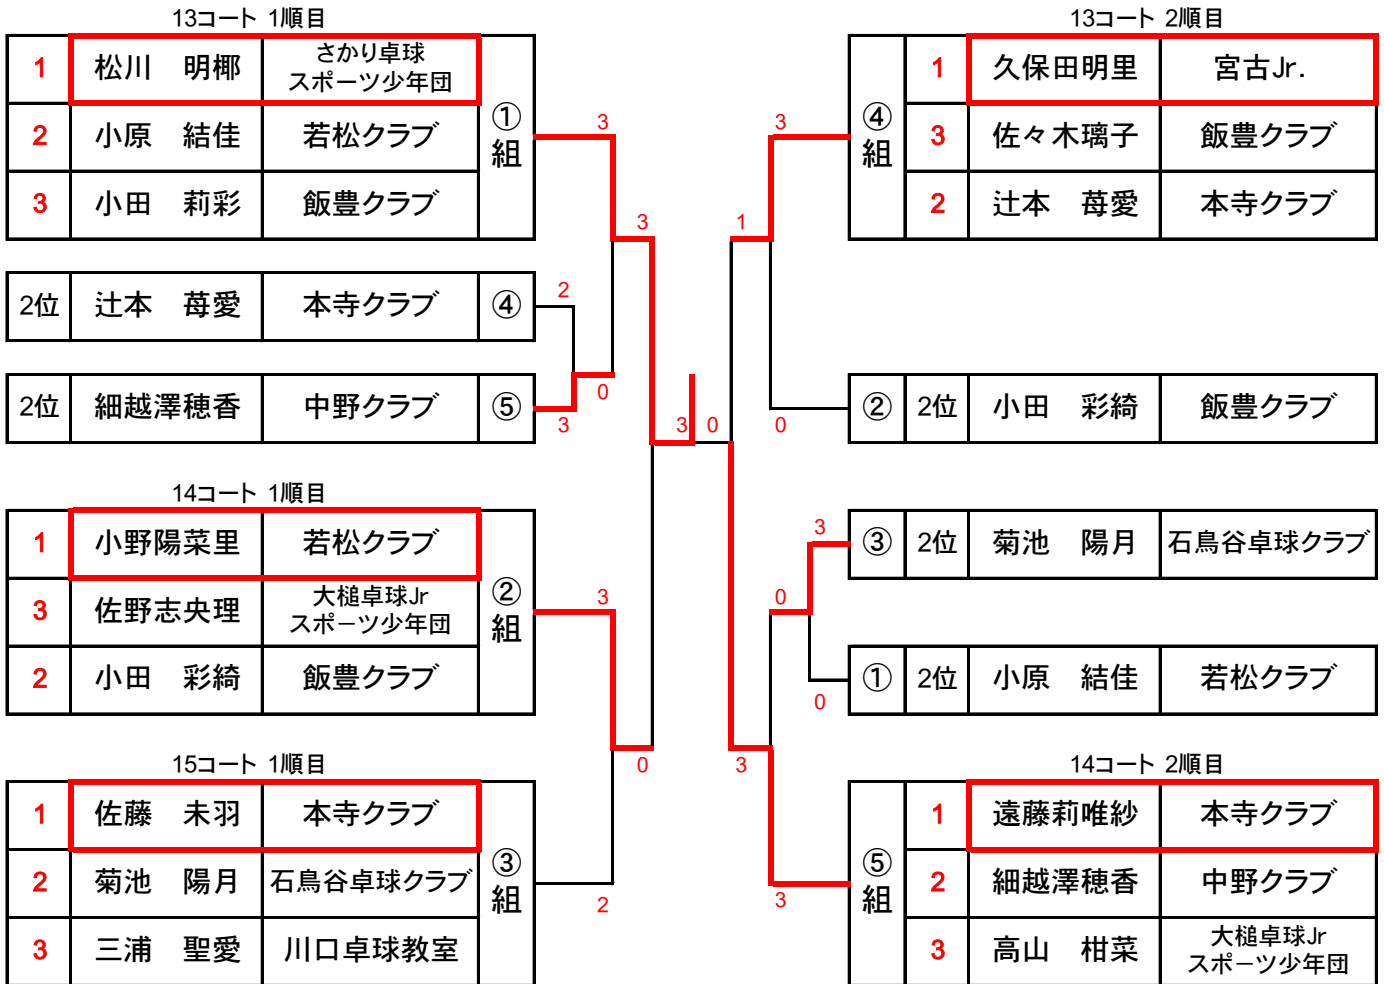 13コート 1順目
1 松川 明椰 さかり卓球
スポーツ少年団
2 小原 結佳 若松クラブ
3 小田 莉彩 飯豊クラブ
①
組
2位 辻本 苺愛 本寺クラブ ④
2位 細越澤穂香 中野クラブ ⑤
14コート 1順目
1 小野陽菜里 若松クラブ
3 佐野志央理 大槌卓球Jr
スポーツ少年団
2 小田 彩綺 飯豊クラブ
②
組
15コート 1順目
1 佐藤 未羽 本寺クラブ
2 菊池 陽月 石鳥谷卓球クラブ
3 三浦 聖愛 川口卓球教室
③
組
3
2
3
0
3
3
2
0
3
0
1
3
0
3
0
0
3
3
13コート 2順目
④
組
1 久保田明里 宮古Jr.
3 佐々木璃子 飯豊クラブ
2 辻本 苺愛 本寺クラブ
② 2位 小田 彩綺 飯豊クラブ
③ 2位 菊池 陽月 石鳥谷卓球クラブ
① 2位 小原 結佳 若松クラブ
14コート 2順目
⑤
組
1 遠藤莉唯紗 本寺クラブ
2 細越澤穂香 中野クラブ
3 高山 柑菜 大槌卓球Jr
スポーツ少年団